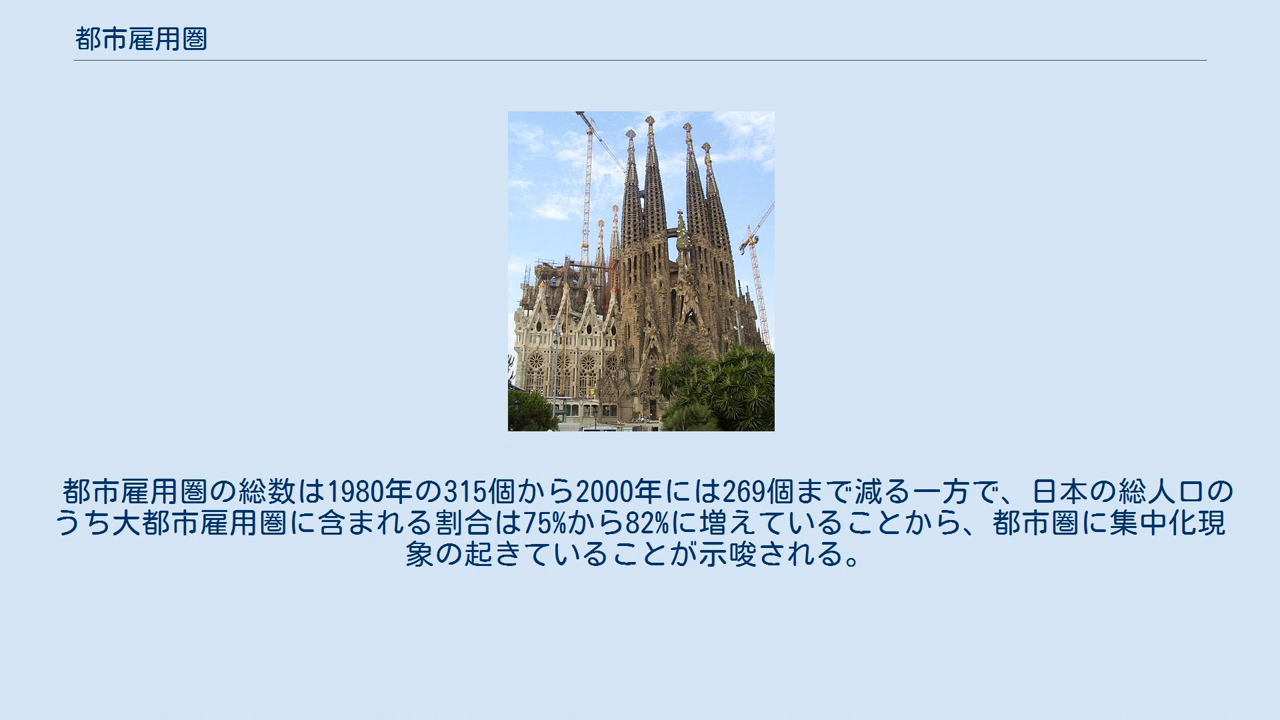 都市雇用圏
都市雇用圏の総数は1980年の315個から2000年には269個まで減る一方で、日本の総人口の
うち大都市雇用圏に含まれる割合は75%から82%に増えていることから、都市圏に集中化現
象の起きていることが示唆される。